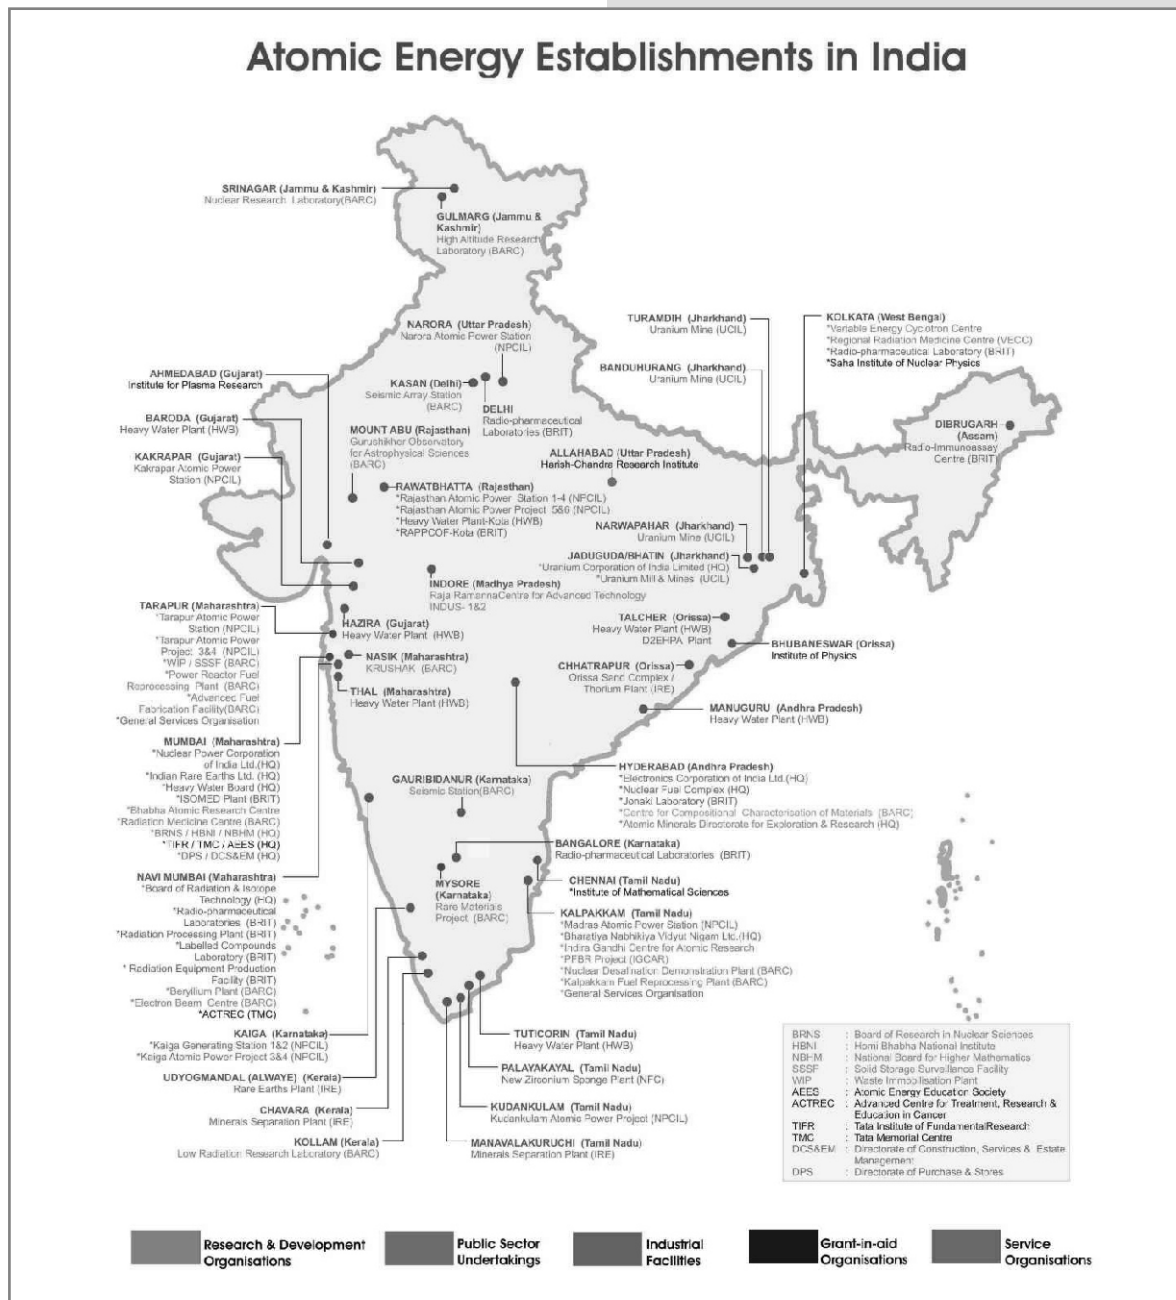 Atomic Energy Establishments in India
SRINAGAR (Jammu & Kashmir)
Nuclear Research Laboratory(BARC)
GULMARG (Jammu &
Kashmir)
High Altitude Research
Laboratory (BARC)
NARORA (Uttar Pradesh)
Narora Atomic Power Station
(NPCIL)
TURAMDIH (Jharkhand)
Uranium Mine (UCIL)
KOLKATA (West Bengal)
*Variable Energy Cyclotron Centre
*Regional Radiation Medicine Centre (VECC)
*Radio-pharmaceutical Laboratory (BRIT)
*Saha Institute of Nuclear Physics
BANDUHURANG (Jharkhand)
Uranium Mine (UCIL)
AHMEDABAD (Gujarat)
Institute for Plasma Research
KASAN (Delhi)
Seismic Array Station
(BARC)
DELHI
Radio-pharmaceutical
Laboratories (BRIT)
BARODA (Gujarat)
Heavy Water Plant (HWB)
MOUNT ABU (Rajasthan)
Gurushikhor Observatory
for Astrophysical Sciences
(BARC)
DIBRUGARH
(Assam)
Radio-Immunoassay
Centre (BRIT)
KAKRAPAR (Gujarat)
Kakrapar Atomic Power
Station (NPCIL)
ALLAHABAD (Uttar Pradesh)
Harish-Chandra Research Institute
RAWATBHATTA (Rajasthan)
*Rajasthan Atomic Power Station 1-4 (NPCIL)
*Rajasthan Atomic Power Project 5&6 (NPCIL)
*Heavy Water Plant-Kota (HWB)
*RAPPCOF-Kota (BRIT)
NARWAPAHAR (Jharkhand)
Uranium Mine (UCIL)
JADUGUDA/BHATIN (Jharkhand)
*Uranium Corporation of India Limited (HQ)
*Uranium Mill & Mines (UCIL)
INDORE (Madhya Pradesh)
Raja RamannaCentre for Advanced Technology
INDUS- 1&2
TARAPUR (Maharashtra)
*Tarapur Atomic Power
Station (NPCIL)
*Tarapur Atomic Power
Project 3&4 (NPCIL)
*WIP / SSSF (BARC)
*Power Reactor Fuel
Reprocessing Plant (BARC)
*Advanced Fuel
Fabrication Facility(BARC)
*General Services Organisation
HAZIRA (Gujarat)
Heavy Water Plant (HWB)
TALCHER (Orissa)
Heavy Water Plant (HWB)
D2EHPA Plant
BHUBANESWAR (Orissa)
Institute of Physics
NASIK (Maharashtra)
KRUSHAK (BARC)
CHHATRAPUR (Orissa)
Orissa Sand Complex /
Thorium Plant (IRE)
THAL (Maharashtra)
Heavy Water Plant (HWB)
MANUGURU (Andhra Pradesh)
Heavy Water Plant (HWB)
MUMBAI (Maharashtra)
*Nuclear Power Corporation
of India Ltd.(HQ)
*Indian Rare Earths Ltd. (HQ)
*Heavy Water Board (HQ)
*ISOMED Plant (BRIT)
*Bhabha Atomic Research Centre
*Radiation Medicine Centre (BARC)
*BRNS / HBNI / NBHM (HQ)
*TIFR / TMC / AEES (HQ)
*DPS / DCS&EM (HQ)
HYDERABAD (Andhra Pradesh)
*Electronics Corporation of India Ltd.(HQ)
*Nuclear Fuel Complex (HQ)
*Jonaki Laboratory (BRIT)
*Centre for Compositional Characterisation of Materials (BARC)
*Atomic Minerals Directorate for Exploration & Research (HQ)
GAURIBIDANUR (Karnataka)
Seismic Station(BARC)
BANGALORE (Karnataka)
Radio-pharmaceutical Laboratories (BRIT)
NAVI MUMBAI (Maharashtra)
*Board of Radiation & Isotope
Technology (HQ)
*Radio-pharmaceutical
Laboratories (BRIT)
*Radiation Processing Plant (BRIT)
*Labelled Compounds
Laboratory (BRIT)
* Radiation Equipment Production
Facility (BRIT)
*Beryllium Plant (BARC)
*Electron Beam Centre (BARC)
*ACTREC (TMC)
MYSORE
(Karnataka)
Rare Materials
Project (BARC)
CHENNAI (Tamil Nadu)
*Institute of Mathematical Sciences
KALPAKKAM (Tamil Nadu)
*Madras Atomic Power Station (NPCIL)
*Bharatiya Nabhikiya Vidyut Nigam Ltd.(HQ)
*Indira Gandhi Centre for Atomic Research
*PFBR Project (IGCAR)
*Nuclear Desalination Demonstration Plant (BARC)
*Kalpakkam Fuel Reprocessing Plant (BARC)
*General Services Organisation
KAIGA (Karnataka)
*Kaiga Generating Station 1&2 (NPCIL)
*Kaiga Atomic Power Project 3&4 (NPCIL)
TUTICORIN (Tamil Nadu)
Heavy Water Plant (HWB)
UDYOGMANDAL (ALWAYE) (Kerala)
Rare Earths Plant (IRE)
PALAYAKAYAL (Tamil Nadu)
New Zirconium Sponge Plant (NFC)
CHAVARA (Kerala)
Minerals Separation Plant (IRE)
KUDANKULAM (Tamil Nadu)
Kudankulam Atomic Power Project (NPCIL)
KOLLAM (Kerala)
Low Radiation Research Laboratory (BARC)
MANAVALAKURUCHI (Tamil Nadu)
Minerals Separation Plant (IRE)
BRNS : Board of Research in Nuclear Sciences
HBNI : Homi Bhabha National Institute
NBHM : National Board for Higher Mathematics
SSSF : Solid Storage Surveillance Facility
WIP : Waste Immobilisation Plant
AEES : Atomic Energy Education Society
ACTREC : Advanced Centre for Treatment, Research &
Education in Cancer
TIFR : Tata Institute of FundamentalResearch
TMC : Tata Memorial Centre
DCS&EM : Directorate of Construction, Services & Estate
Management
DPS : Directorate of Purchase & Stores
Research & Development
Organisations
Public Sector
Undertakings
Industrial
Facilities
Grant-in-aid
Organisations
Service
Organisations